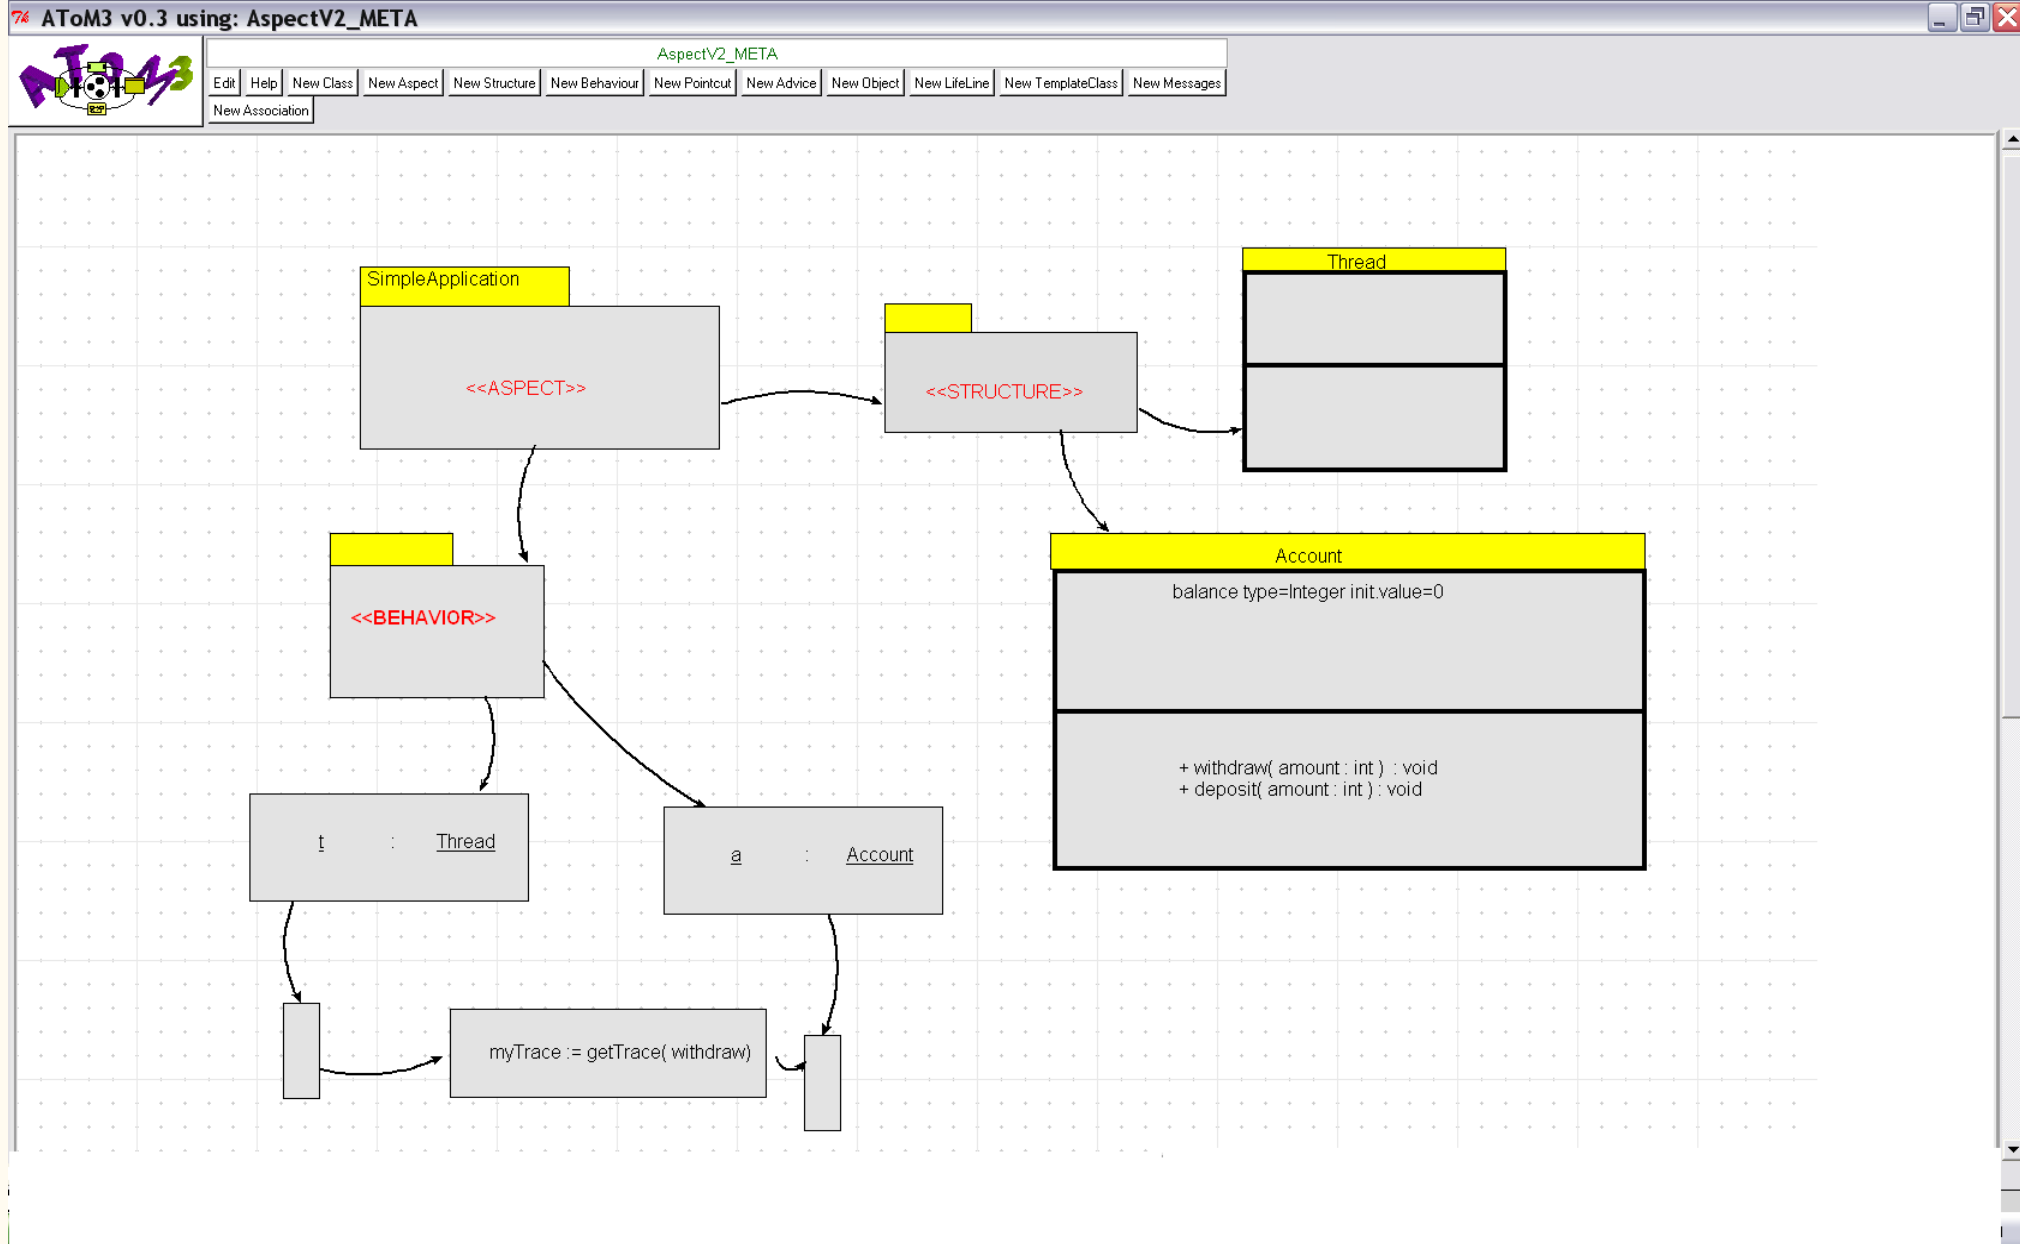 AToM3 v0.3 using: AspectV2_META
AToM3
AspectV2_META
Edit Help New Class New Aspect New Structure New Behaviour New Pointcut New Advice New Object New LifeLine New TemplateClass New Messages
New Association
SimpleApplication
<<ASPECT>>
<<STRUCTURE>>
Thread
<<BEHAVIOR>>
Account
balance type=Integer init.value=0
+ withdraw( amount : int ) : void
+ deposit( amount : int ) : void
t : Thread
a : Account
myTrace := getTrace( withdraw)